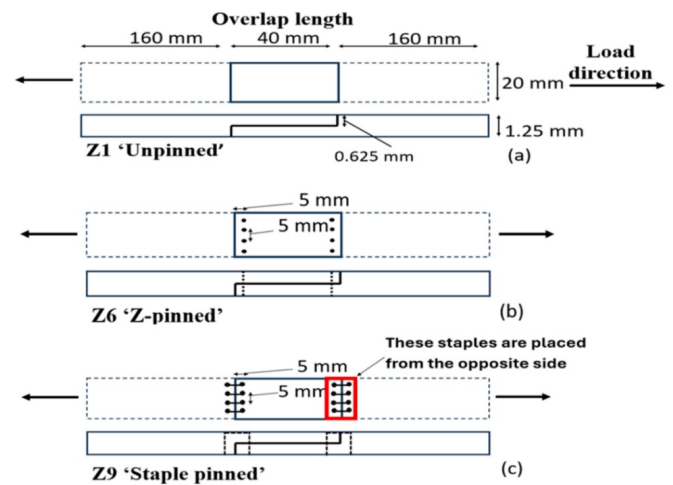 Overlap length
160 mm 40 mm 160 mm
Load
direction
20 mm
1.25 mm
Z1 ‘Unpinned’
0.625 mm
(a)
5 mm
5 mm
Z6 ‘Z-pinned’
(b)
These staples are placed
from the opposite side
5 mm
5 mm
Z9 ‘Staple pinned’
(c)